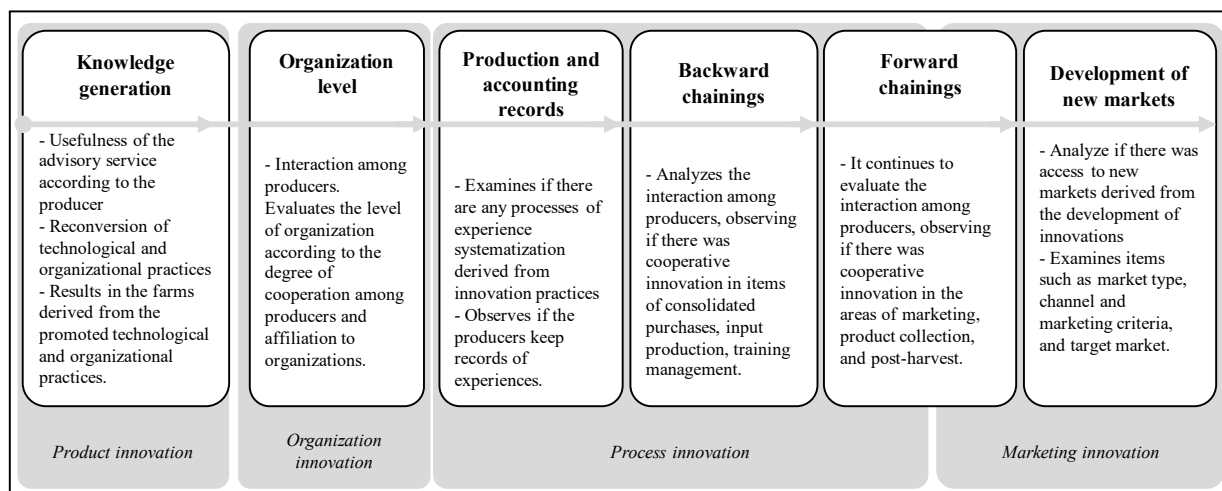 Knowledge
generation
- Usefulness of the
advisory service
according to the
producer
- Reconversion of
technological and
organizational practices
- Results in the farms
derived from the
promoted technological
and organizational
practices.
Organization
level
- Interaction among
producers.
Evaluates the level
of organization
according to the
degree of
cooperation among
producers and
affiliation to
organizations.
Production and
accounting
records
- Examines if there
are any processes of
experience
systematization
derived from
innovation practices
- Observes if the
producers keep
records of
experiences.
Backward
chainings
- Analyzes the
interaction among
producers, observing
if there was
cooperative
innovation in items
of consolidated
purchases, input
production, training
management.
Forward
chainings
- It continues to
evaluate the
interaction among
producers, observing
if there was
cooperative
innovation in the
areas of marketing,
product collection,
and post-harvest.
Development of
new markets
- Analyze if there was
access to new
markets derived from
the development of
innovations
- Examines items
such as market type,
channel and
marketing criteria,
and target market.
Product innovation
Organization
innovation
Process innovation
Marketing innovation